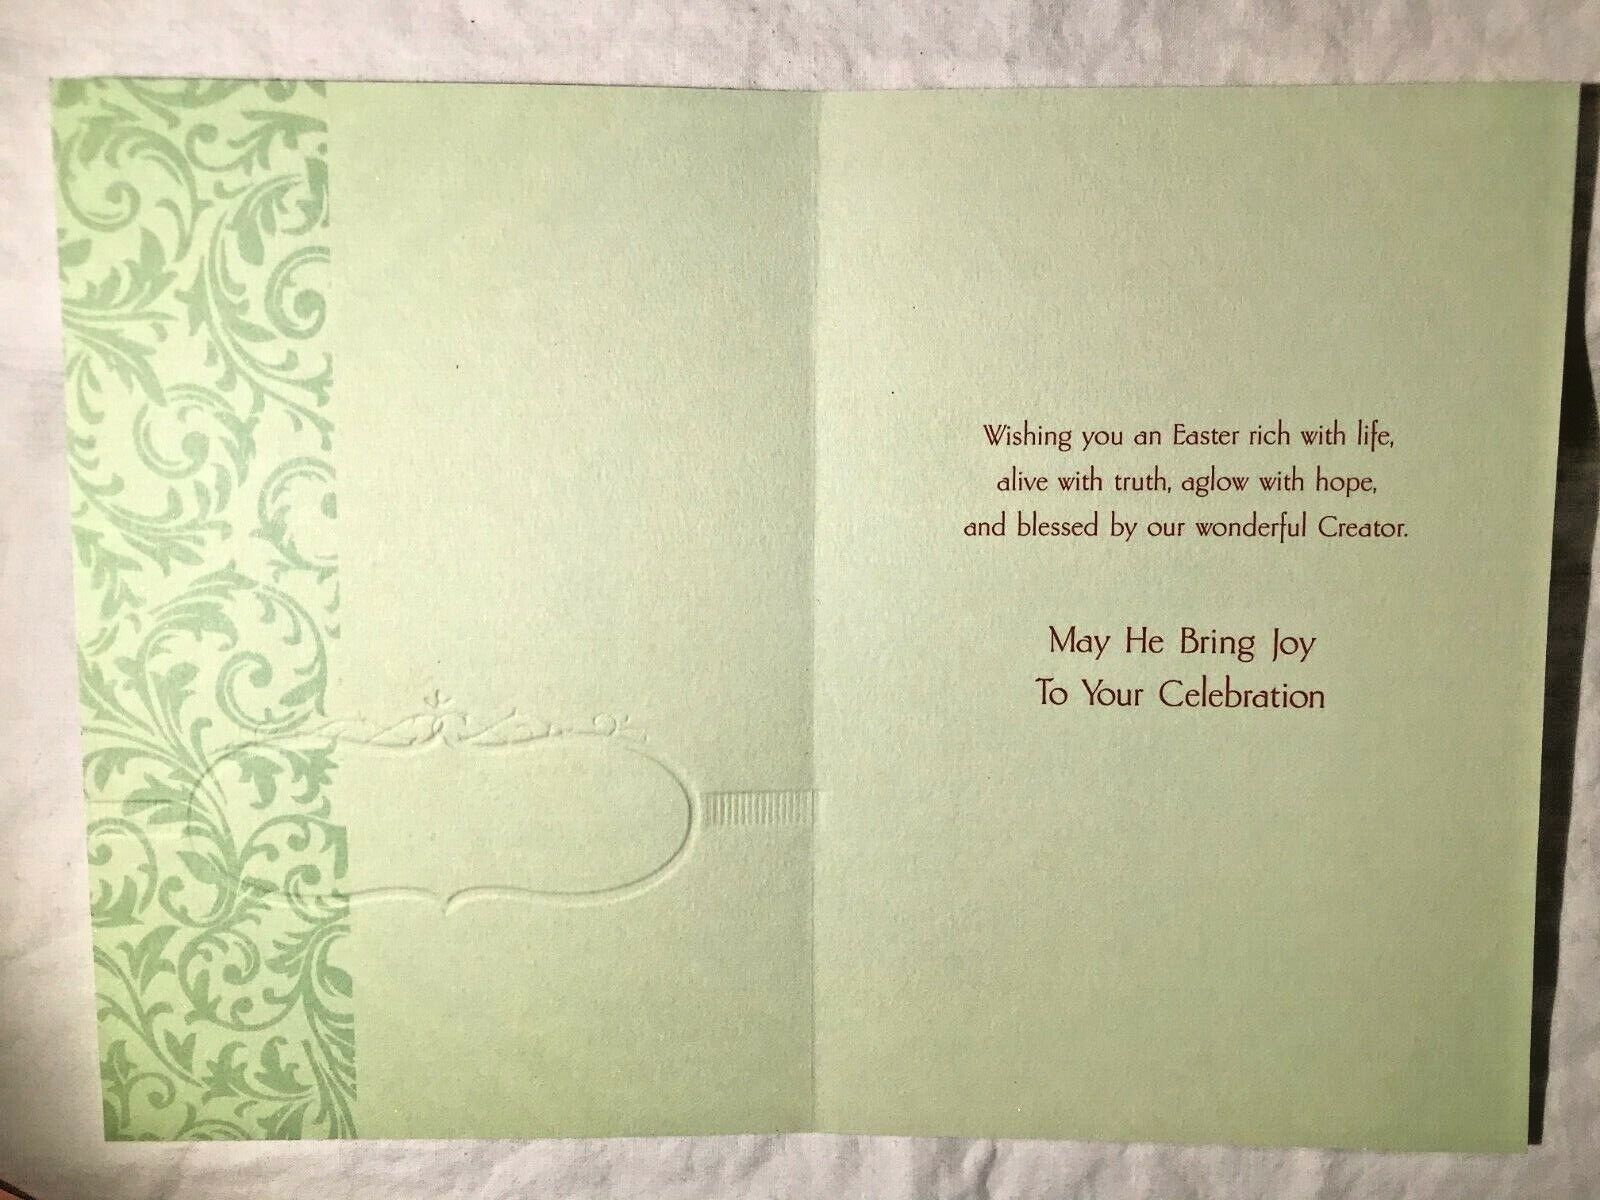 Wishing you an Easter rich with life,
alive with truth, aglow with hope,
and blessed by our wonderful Creator.
May He Bring Joy
To Your Celebration